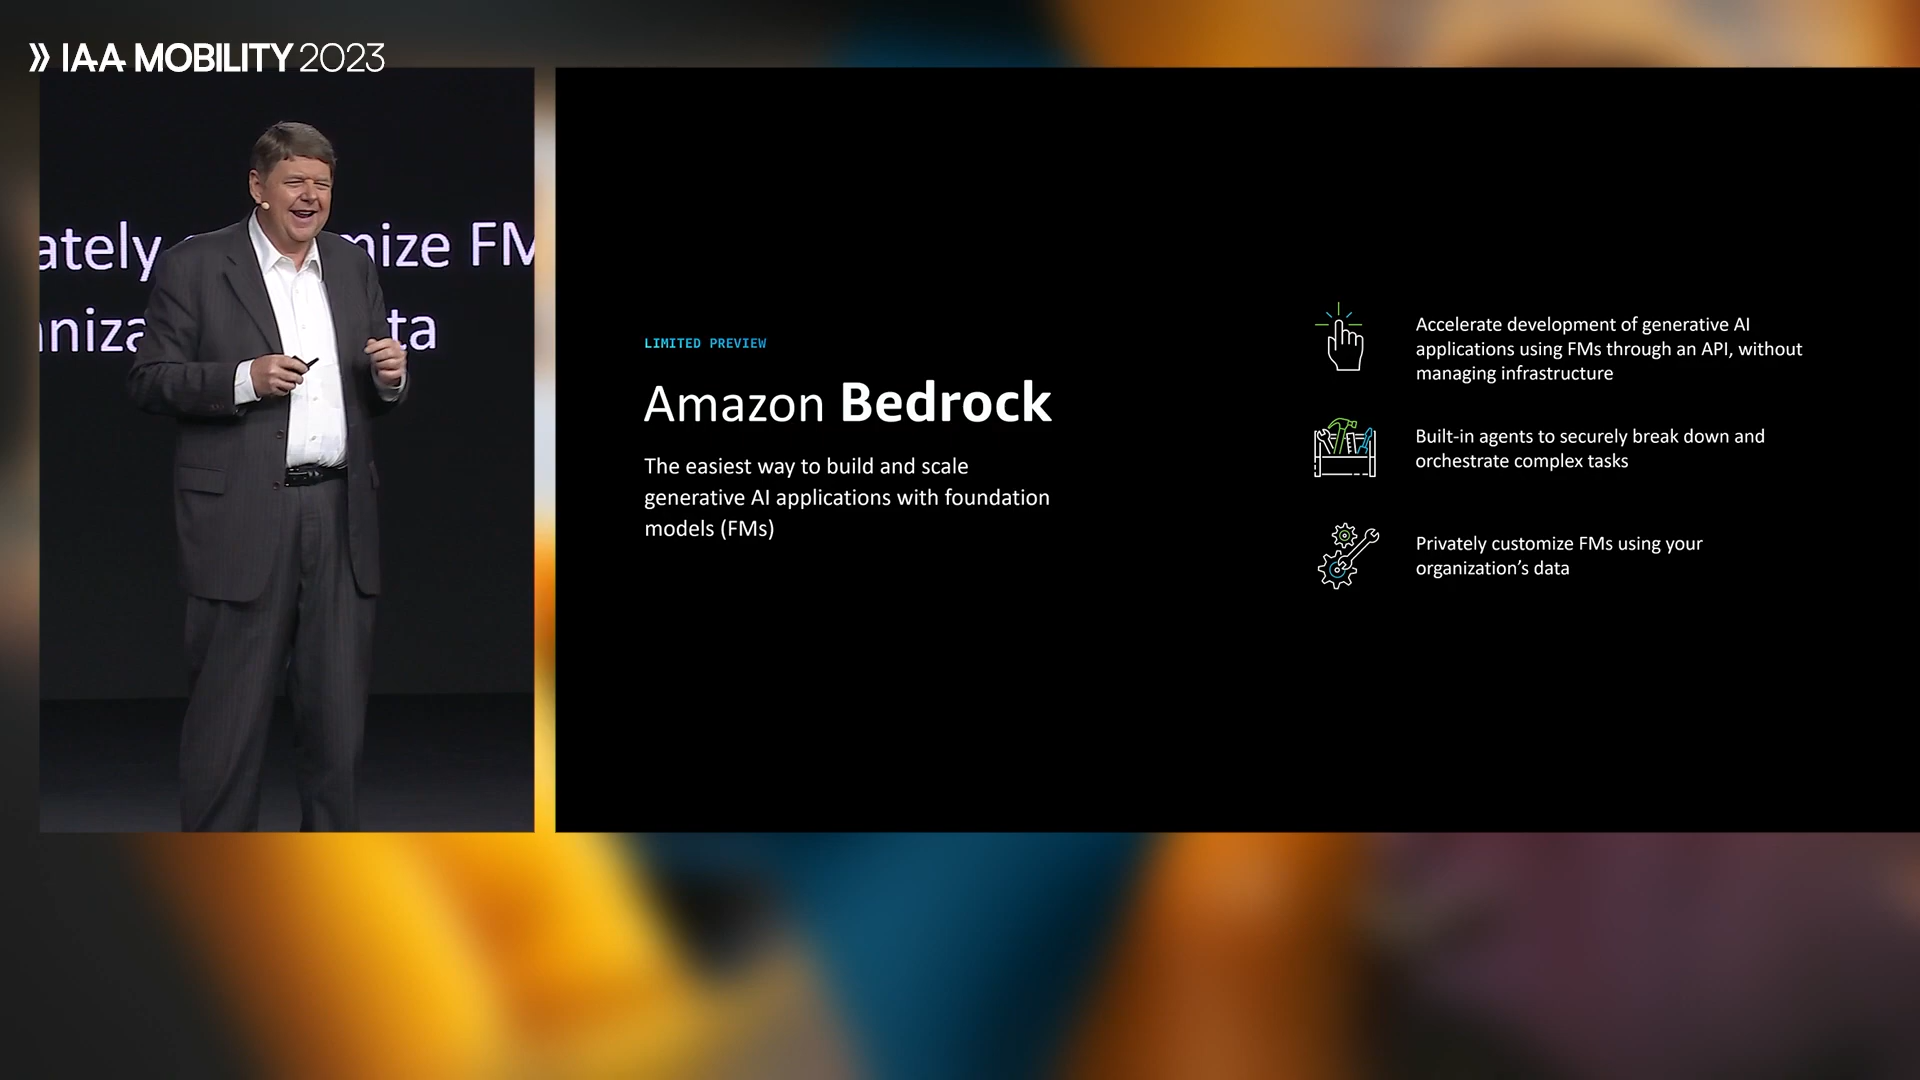 IAA MOBILITY 2023
ately mize FM
niza ta
LIMITED PREVIEW
Amazon Bedrock
The easiest way to build and scale
generative AI applications with foundation
models (FMs)
Accelerate development of generative AI
applications using FMs through an API, without
managing infrastructure
Built-in agents to securely break down and
orchestrate complex tasks
Privately customize FMs using your
organization’s data